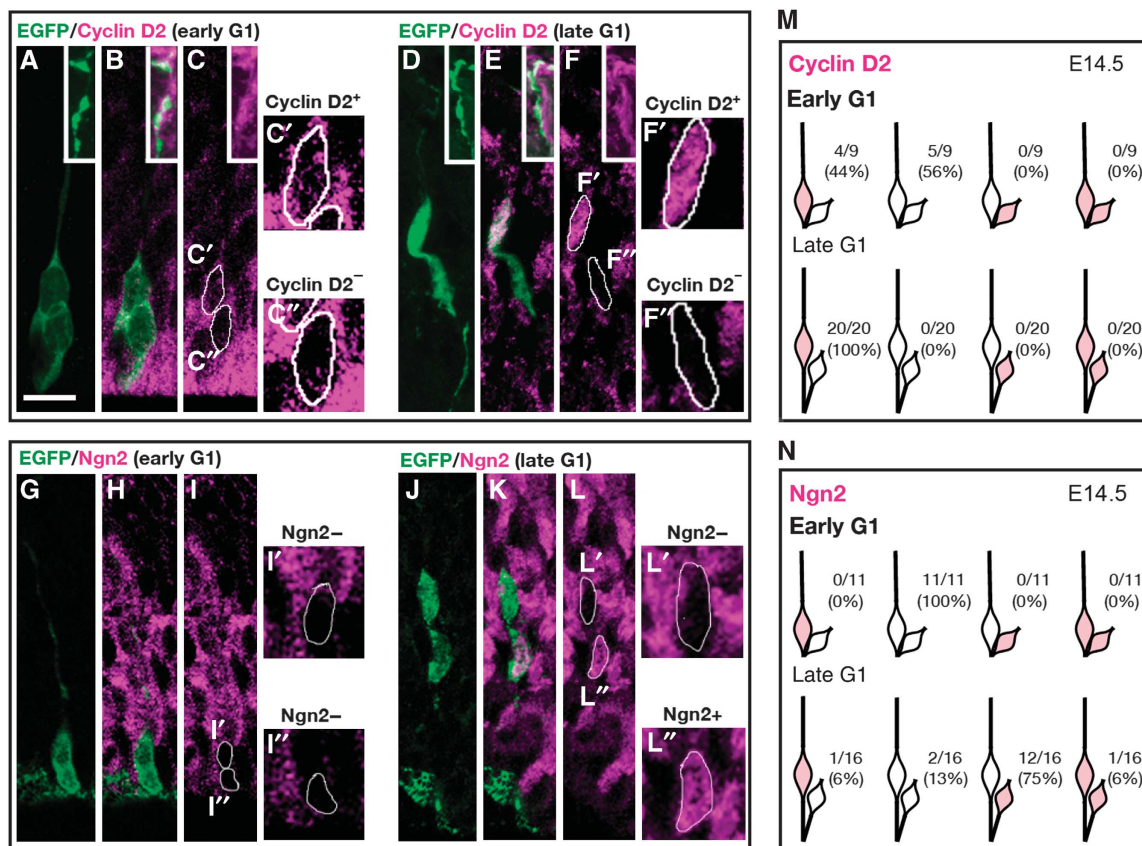 EGFP/Cyclin D2 (early G1)
A B C
Cyclin D2+
C′
C′
C″
Cyclin D2−
C″
EGFP/Cyclin D2 (late G1)
D E F
Cyclin D2+
F′
F′
F″
Cyclin D2−
F″
M
Cyclin D2 E14.5
Early G1
4/9 5/9 0/9 0/9
(44%) (56%) (0%) (0%)
Late G1
20/20 0/20 0/20 0/20
(100%) (0%) (0%) (0%)
EGFP/Ngn2 (early G1)
G H I
Ngn2−
I′
I′
I″
Ngn2−
I″
EGFP/Ngn2 (late G1)
J K L
Ngn2−
L′
L′
L″
Ngn2+
L″
N
Ngn2 E14.5
Early G1
0/11 11/11 0/11 0/11
(0%) (100%) (0%) (0%)
Late G1
1/16 2/16 12/16 1/16
(6%) (13%) (75%) (6%)